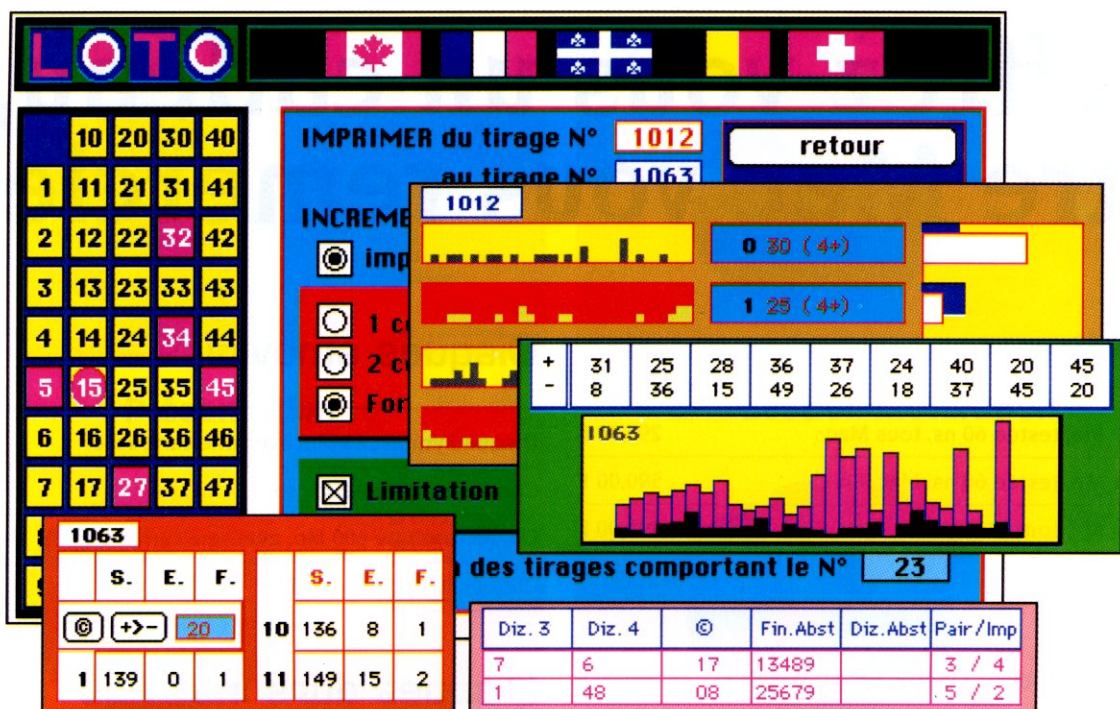 LOTO
10 20 30 40
1 11 21 31 41
2 12 22 32 42
3 13 23 33 43
4 14 24 34 44
5 15 25 35 45
6 16 26 36 46
7 17 27 37 47
IMPRIMER du tirage N° 1012
retour
au tirage N° 1063
INCREME
imp
1 c
2 c
For
Limitation
des tirages comportant le N° 23
1012
0 30 (4+)
1 25 (4+)
+ 31 25 28 36 37 24 40 20 45
- 8 36 15 49 26 18 37 45 20
1063
1063
S. E. F. S. E. F.
© +>- 20 10 136 8 1
1 139 0 1 11 149 15 2
Diz. 3 Diz. 4 © Fin.Abst Diz.Abst Pair/Imp
7 6 17 13489 3 / 4
1 48 08 25679 5 / 2